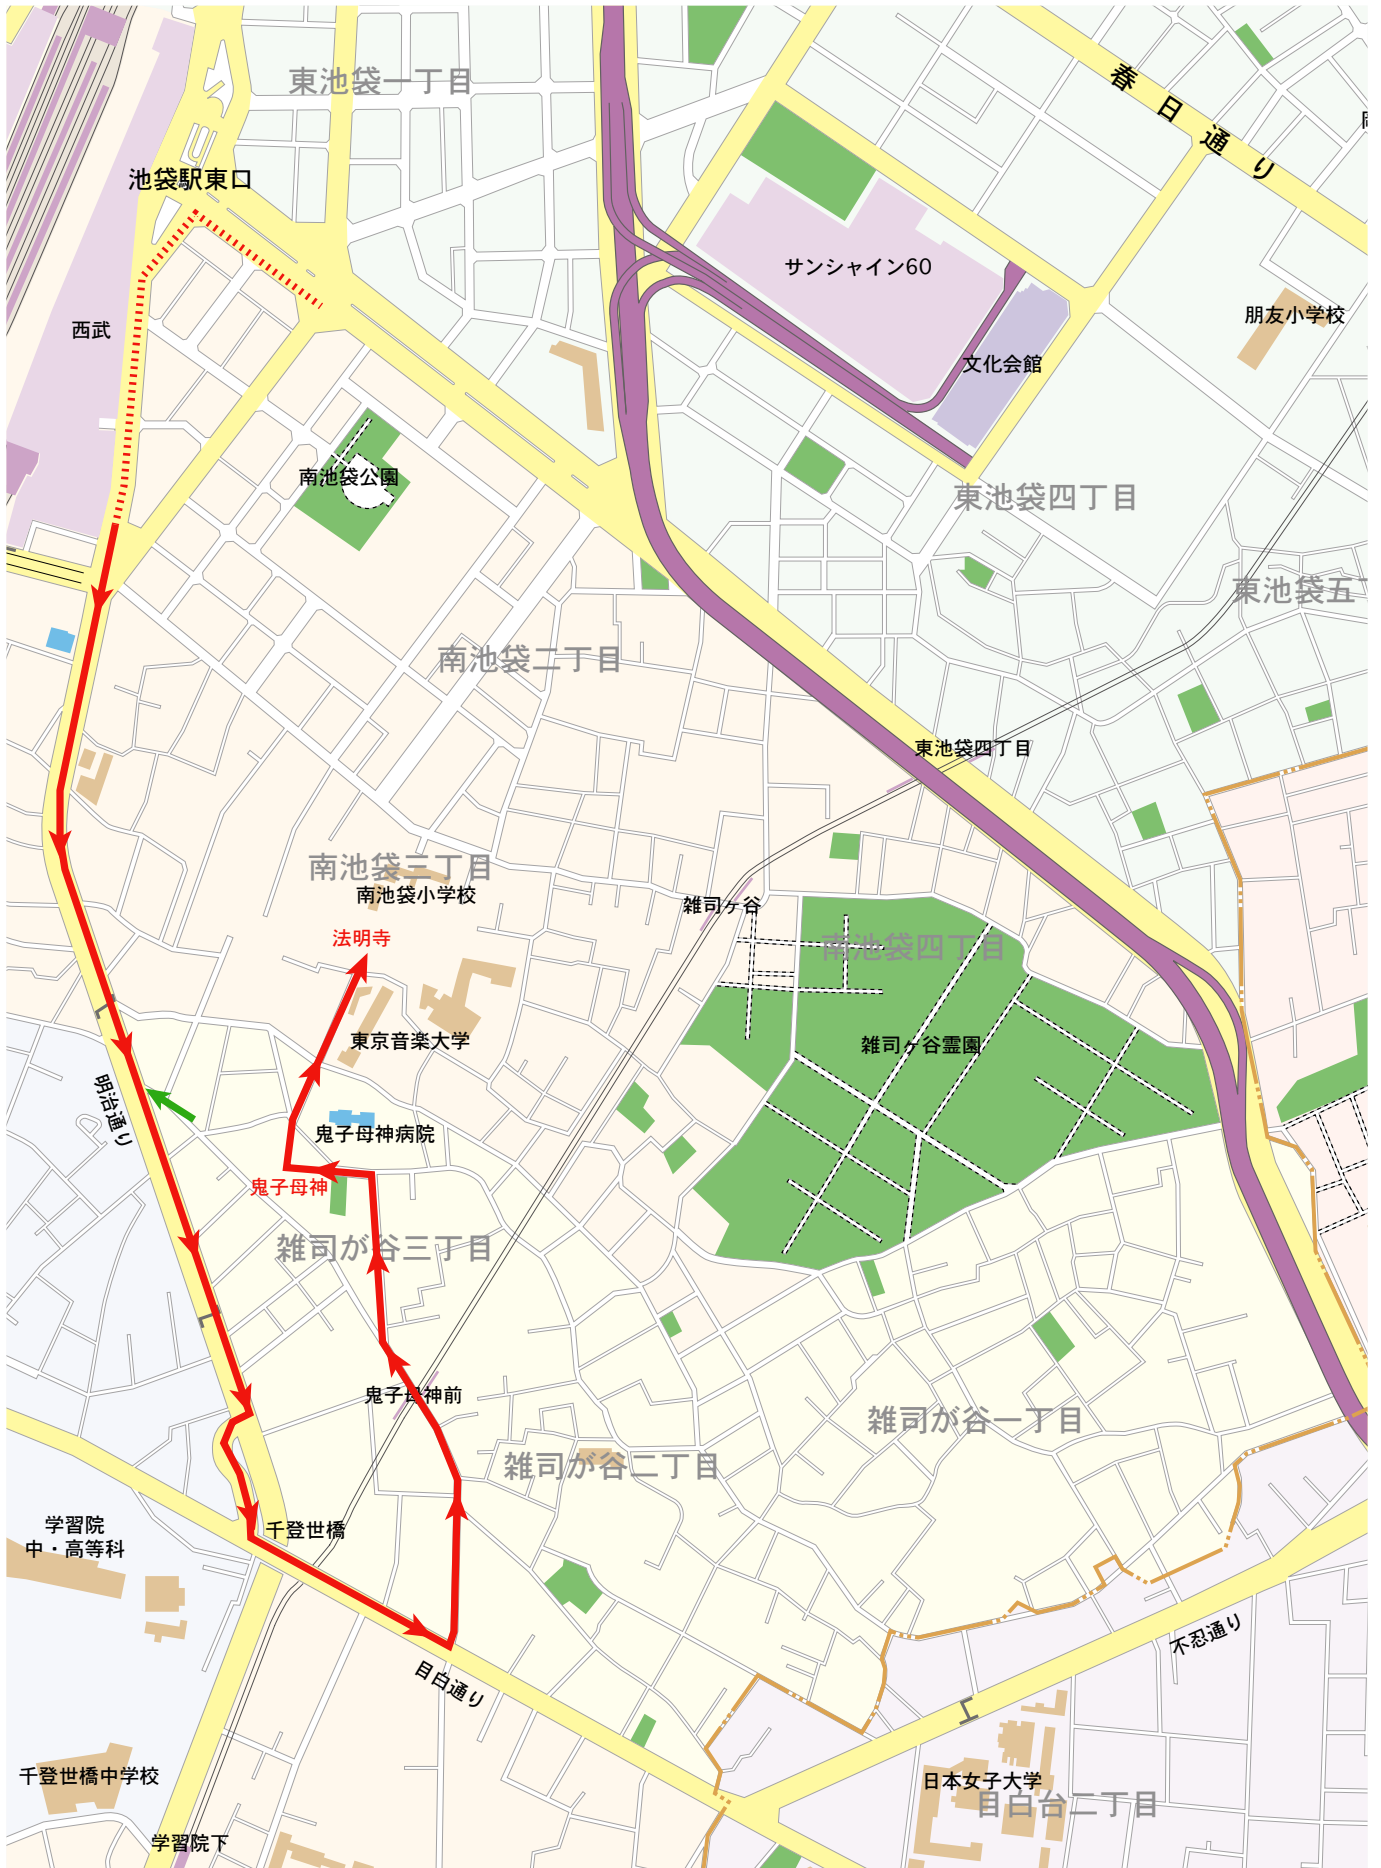 東池袋一丁目
春日通り
池袋駅東口
サンシャイン60
西武
朋友小学校
文化会館
南池袋公園
東池袋四丁目
東池袋五
南池袋二丁目
東池袋四丁目
南池袋三丁目
南池袋小学校
雑司ヶ谷
法明寺
南池袋四丁目
東京音楽大学
雑司ヶ谷霊園
明治通り
鬼子母神病院
鬼子母神
雑司が谷三丁目
鬼子母神前
雑司が谷一丁目
雑司が谷二丁目
学習院
中・高等科
千登世橋
目白通り
不忍通り
千登世橋中学校
日本女子大学
目白台二丁目
学習院下